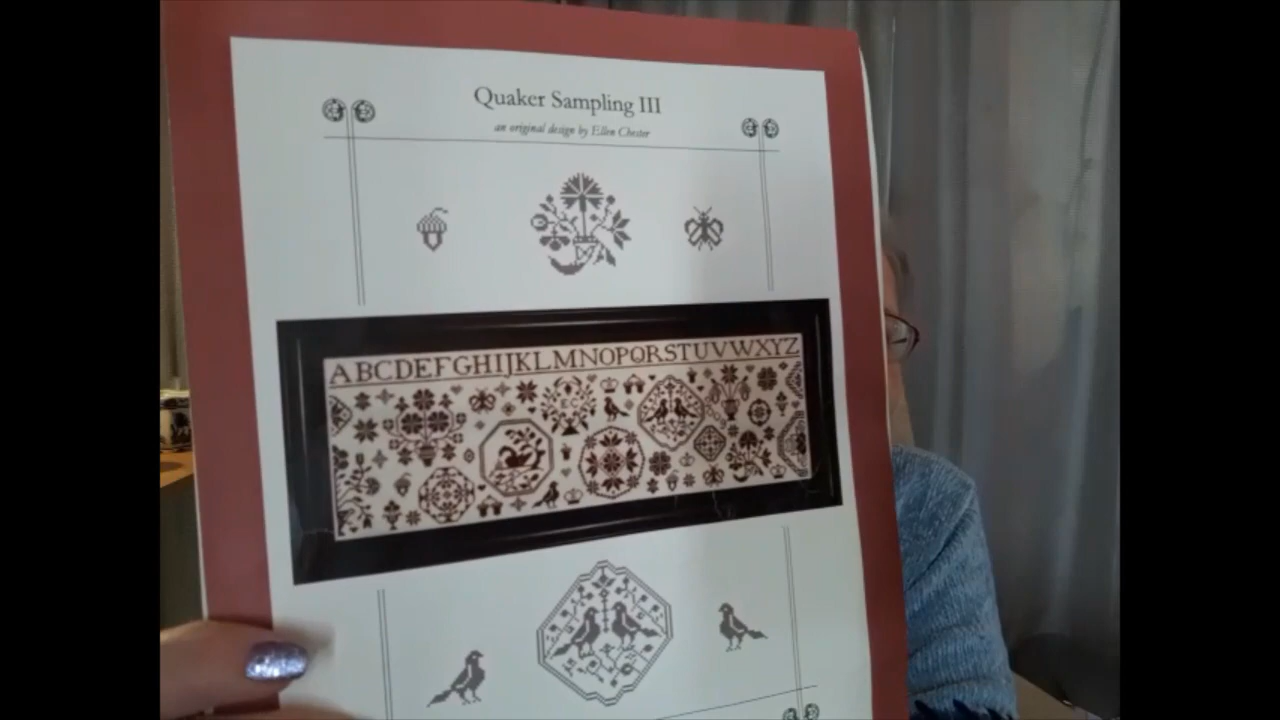 Quaker Sampling III
an original design by Ellen Chester
ABCDEFGHIJKLMNOPQRSTUVWXYZ